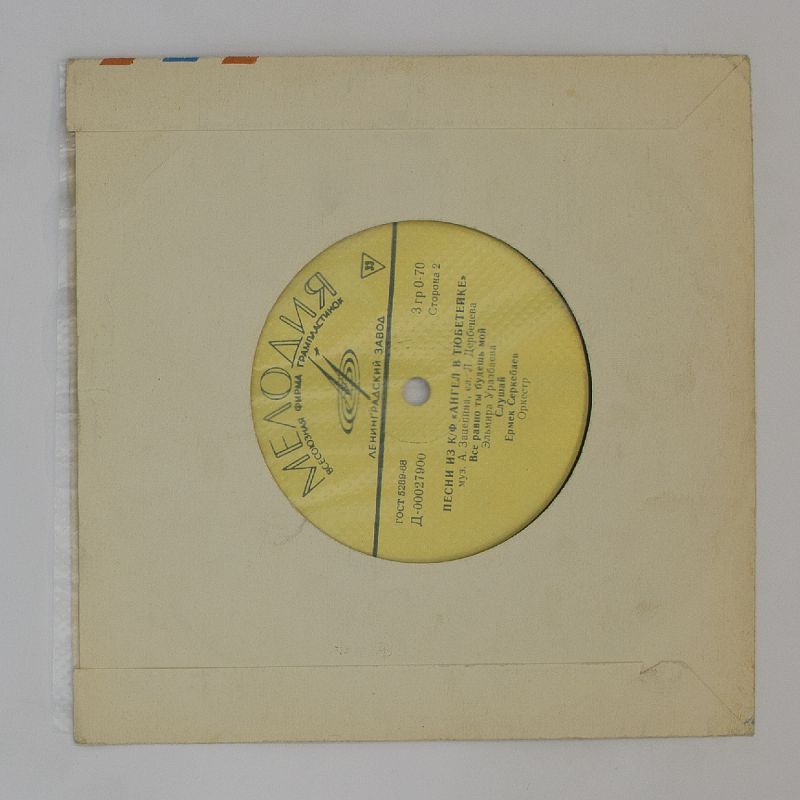 МЕЛОДИЯ
ВСЕСОЮЗНАЯ ФИРМА ГРАМПЛАСТИНОК
33
ЛЕНИНГРАДСКИЙ ЗАВОД
ГОСТ 5289-68
3 гр 0-70
Д-00027900
Сторона 2
ПЕСНИ ИЗ К/Ф «АНГЕЛ В ТЮБЕТЕЙКЕ»
муз. А. Зацепина, сл. Л. Дербенева
Все равно ты будешь мой
Эльмира Уразбаева
Слушай
Ермек Серкебаев
Оркестр